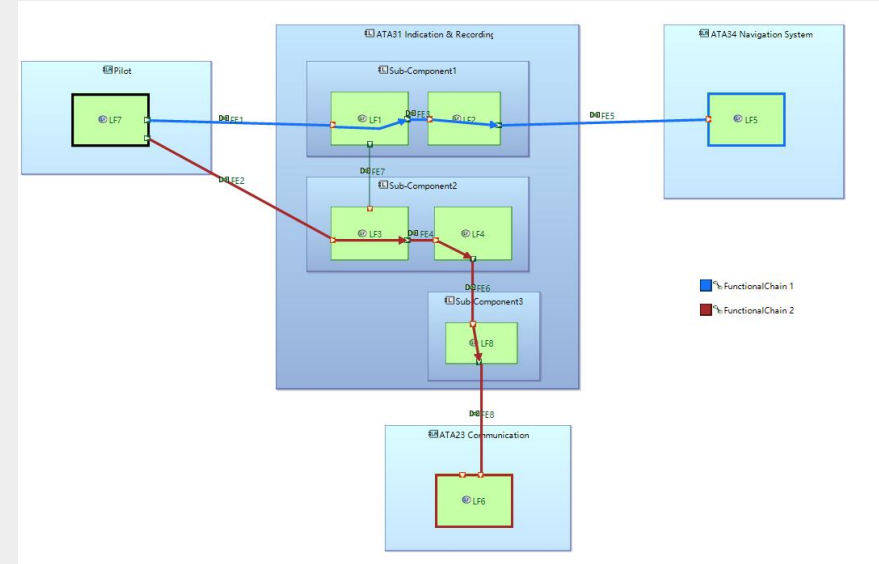 ATA31 Indication & Recording
ATA34 Navigation System
Pilot
Sub-Component1
LF7
FE1
LF1
FE3
LF2
FE5
LF5
FE7
FE2
Sub-Component2
LF3
FE4
LF4
FE6
FunctionalChain 1
Sub-Component3
FunctionalChain 2
LF8
FE8
ATA23 Communication
LF6